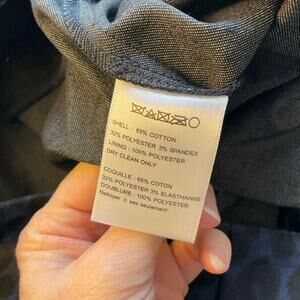 SHELL : 65% COTTON
32% POLYESTER 3% SPANDEX
LINING : 100% POLYESTER
DRY CLEAN ONLY
COQUILLE : 65% COTON
32% POLYESTER 3% ELASTHANNE
DOUBLURE : 100% POLYESTER
Nettoyer à sec seulement